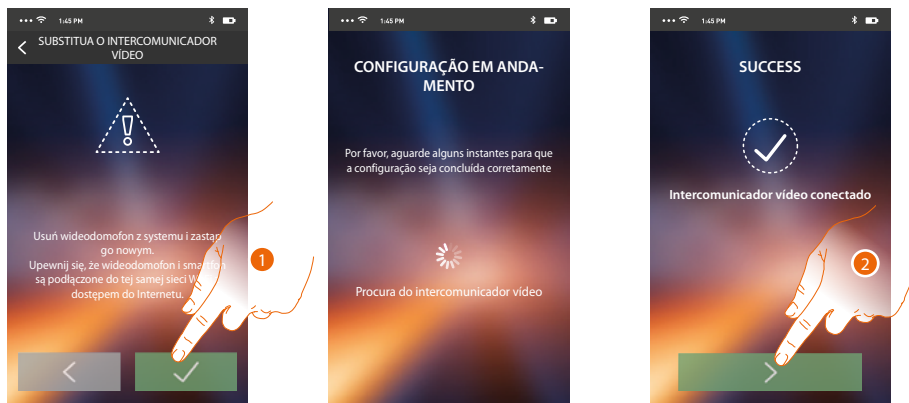 1:45 PM
SUBSTITUA O INTERCOMUNICADOR
VÍDEO
Usuń wideodomofon z systemu i zastąp
go nowym.
Upewnij się, że wideodomofon i
są podłączone do tej samej sieci
dostępem do Internetu.
1
1:45 PM
CONFIGURAÇÃO EM ANDA-
MENTO
Por favor, aguarde alguns instantes para que
a configuração seja concluída corretamente
Procura do intercomunicador vídeo
1:45 PM
SUCCESS
Intercomunicador vídeo conectado
2